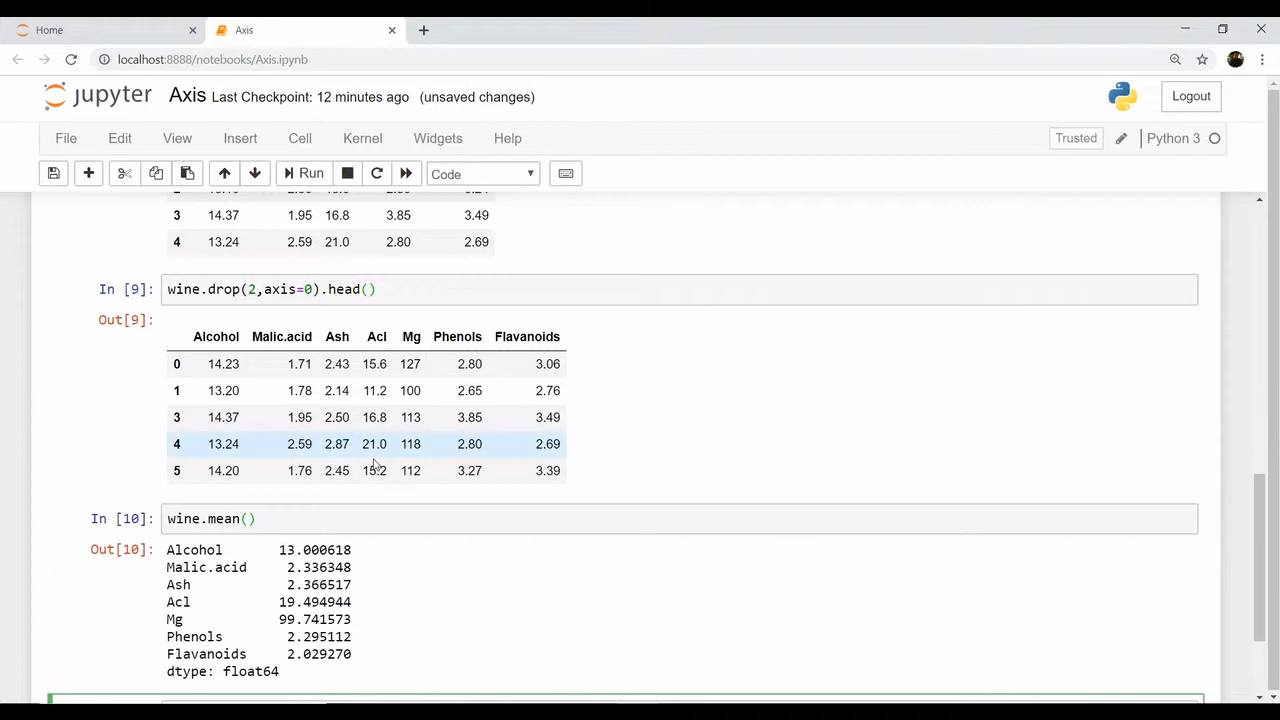 Home
Axis
localhost:8888/notebooks/Axis.ipynb
jupyter Axis Last Checkpoint: 12 minutes ago (unsaved changes)
Logout
File Edit View Insert Cell Kernel Widgets Help
Trusted Python 3
Run Code
3 14.37 1.95 16.8 3.85 3.49
4 13.24 2.59 21.0 2.80 2.69
In [9]: wine.drop(2,axis=0).head()
Out[9]:
Alcohol Malic.acid Ash Acl Mg Phenols Flavanoids
0 14.23 1.71 2.43 15.6 127 2.80 3.06
1 13.20 1.78 2.14 11.2 100 2.65 2.76
3 14.37 1.95 2.50 16.8 113 3.85 3.49
4 13.24 2.59 2.87 21.0 118 2.80 2.69
5 14.20 1.76 2.45 15.2 112 3.27 3.39
In [10]: wine.mean()
Out[10]: Alcohol 13.000618
Malic.acid 2.336348
Ash 2.366517
Acl 19.494944
Mg 99.741573
Phenols 2.295112
Flavanoids 2.029270
dtype: float64